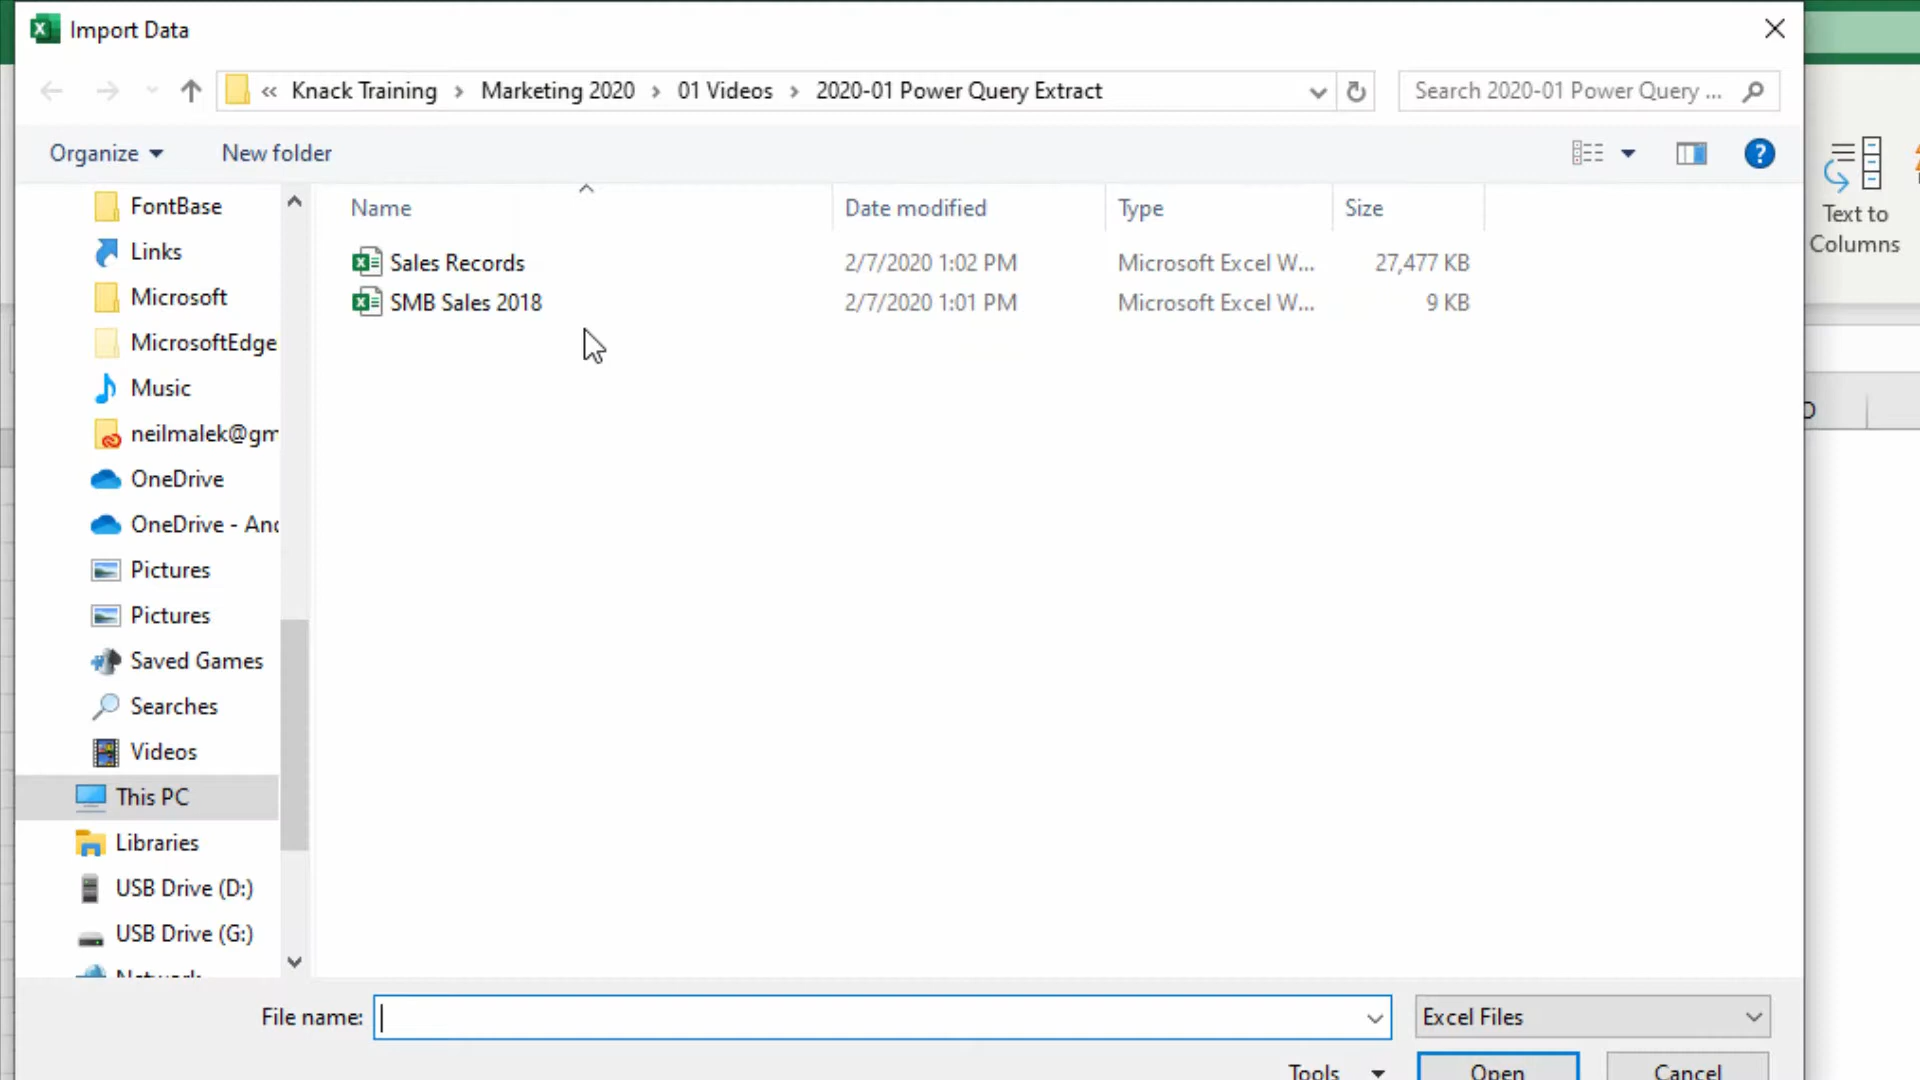 Import Data
« Knack Training > Marketing 2020 > 01 Videos > 2020-01 Power Query Extract
Search 2020-01 Power Query ...
Organize
New folder
?
Text to
Columns
Name
Date modified
Type
Size
Sales Records 2/7/2020 1:02 PM Microsoft Excel W... 27,477 KB
SMB Sales 2018 2/7/2020 1:01 PM Microsoft Excel W... 9 KB
FontBase
Links
Microsoft
MicrosoftEdge
Music
neilmalek@gm
OneDrive
OneDrive - And
Pictures
Pictures
Saved Games
Searches
Videos
This PC
Libraries
USB Drive (D:)
USB Drive (G:)
Network
File name:
Excel Files
Tools
Open
Cancel